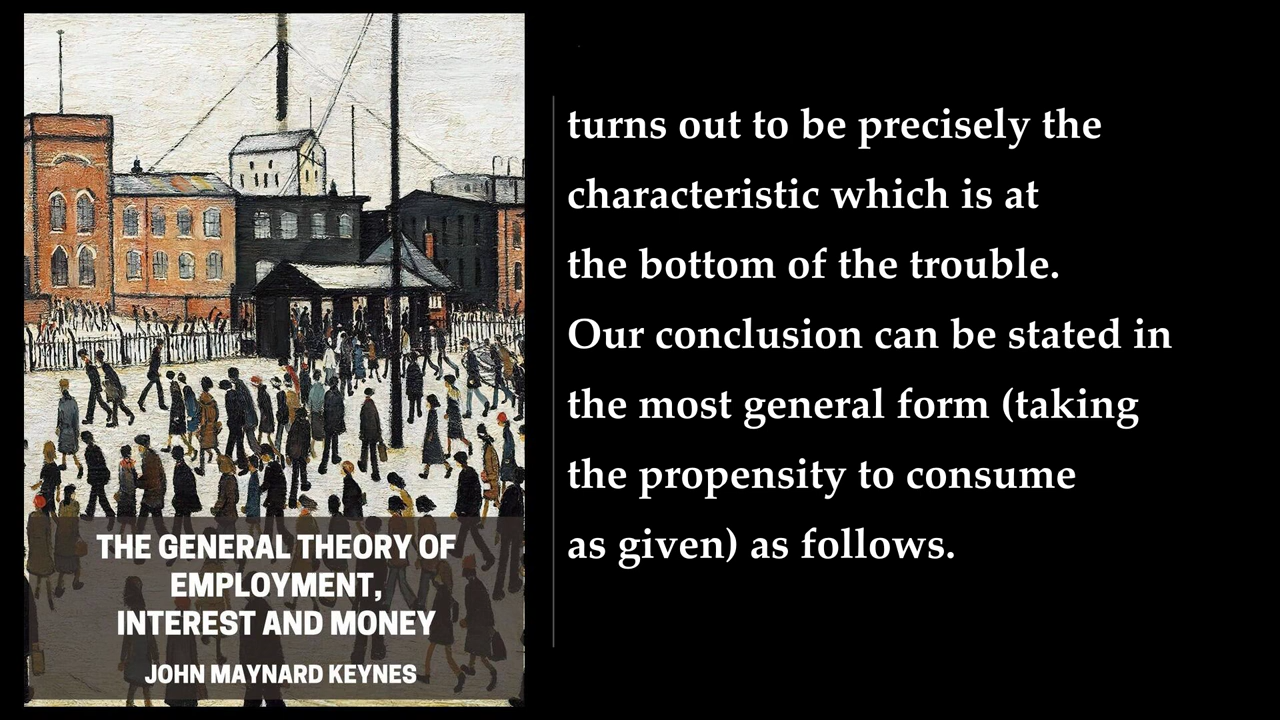 THE GENERAL THEORY OF
EMPLOYMENT,
INTEREST AND MONEY
JOHN MAYNARD KEYNES
turns out to be precisely the
characteristic which is at
the bottom of the trouble.
Our conclusion can be stated in
the most general form (taking
the propensity to consume
as given) as follows.